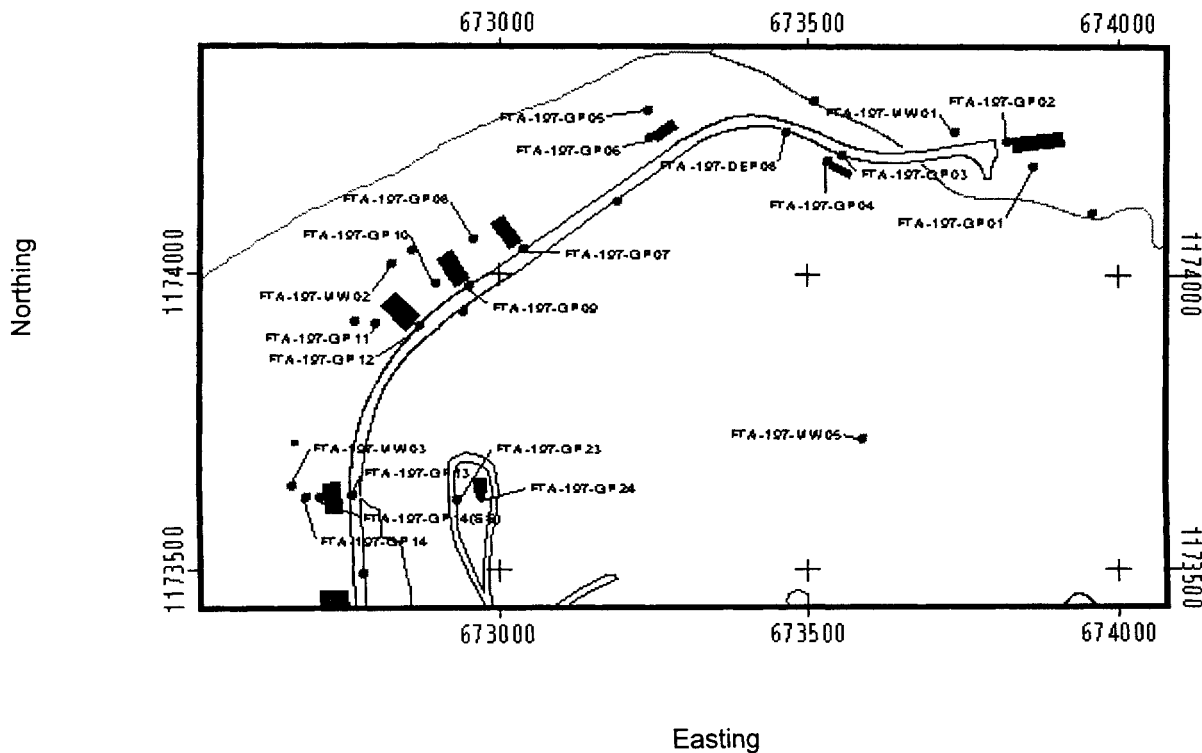 673000 673500 674000
FTA-197-MW01 FTA-197-GP02
FTA-197-GP05
FTA-197-GP06
FTA-197-DEP08 FTA-197-GP03
FTA-197-GP04
FTA-197-GP01
FTA-197-GP08
FTA-197-GP10
FTA-197-GP07
Northing
1174000
1174000
FTA-197-MW02
FTA-197-GP09
FTA-197-GP11
FTA-197-GP12
FTA-197-MW05
FTA-197-MW03 FTA-197-GP23
FTA-197-GP13
FTA-197-GP24
FTA-197-GP14(SS)
FTA-197-GP14
1173500
1173500
673000 673500 674000
Easting